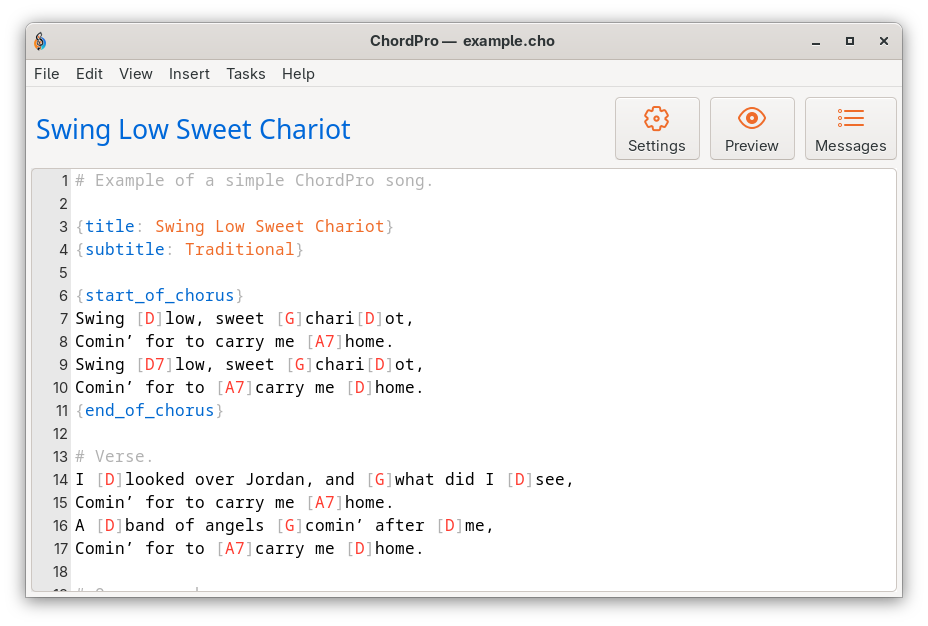 ChordPro — example.cho
File Edit View Insert Tasks Help
Swing Low Sweet Chariot
Settings Preview Messages
1 # Example of a simple ChordPro song.
2
3 {title: Swing Low Sweet Chariot}
4 {subtitle: Traditional}
5
6 {start_of_chorus}
7 Swing [D]low, sweet [G]chari[D]ot,
8 Comin’ for to carry me [A7]home.
9 Swing [D7]low, sweet [G]chari[D]ot,
10 Comin’ for to [A7]carry me [D]home.
11 {end_of_chorus}
12
13 # Verse.
14 I [D]looked over Jordan, and [G]what did I [D]see,
15 Comin’ for to carry me [A7]home.
16 A [D]band of angels [G]comin’ after [D]me,
17 Comin’ for to [A7]carry me [D]home.
18